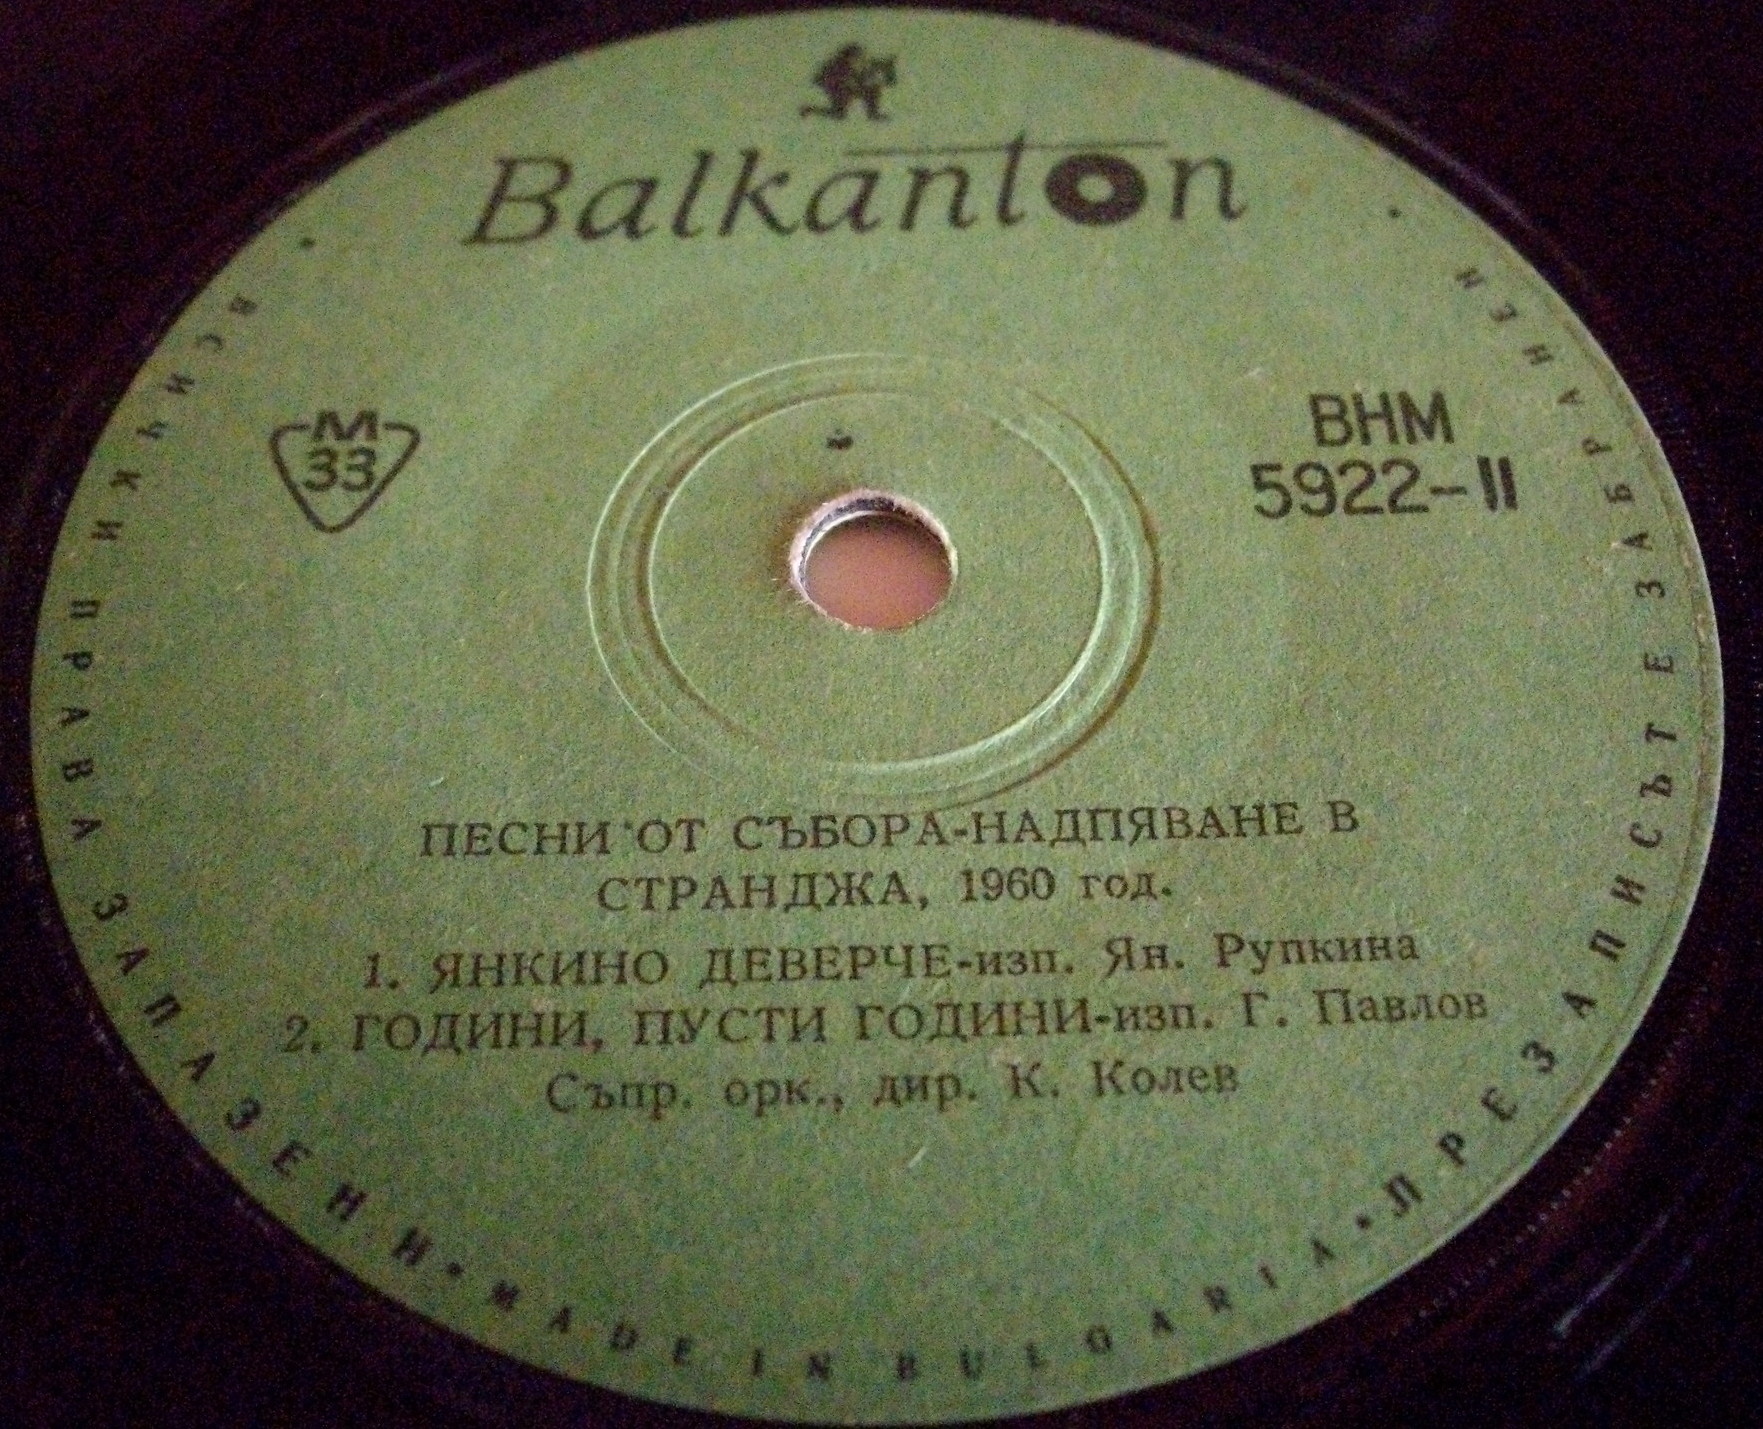 Balkanton
М
33
ВНМ
5922-II
ПЕСНИ ОТ СЪБОРА-НАДПЯВАНЕ В
СТРАНДЖА, 1960 год.
1. ЯНКИНО ДЕВЕРЧЕ-изп. Ян. Рупкина
2. ГОДИНИ, ПУСТИ ГОДИНИ-изп. Г. Павлов
Съпр. орк., дир. К. Колев
• ВСИЧКИ ПРАВА ЗАПАЗЕНИ • MADE IN BULGARIA • ПРЕЗАПИСЪТ Е ЗАБРАНЕН •